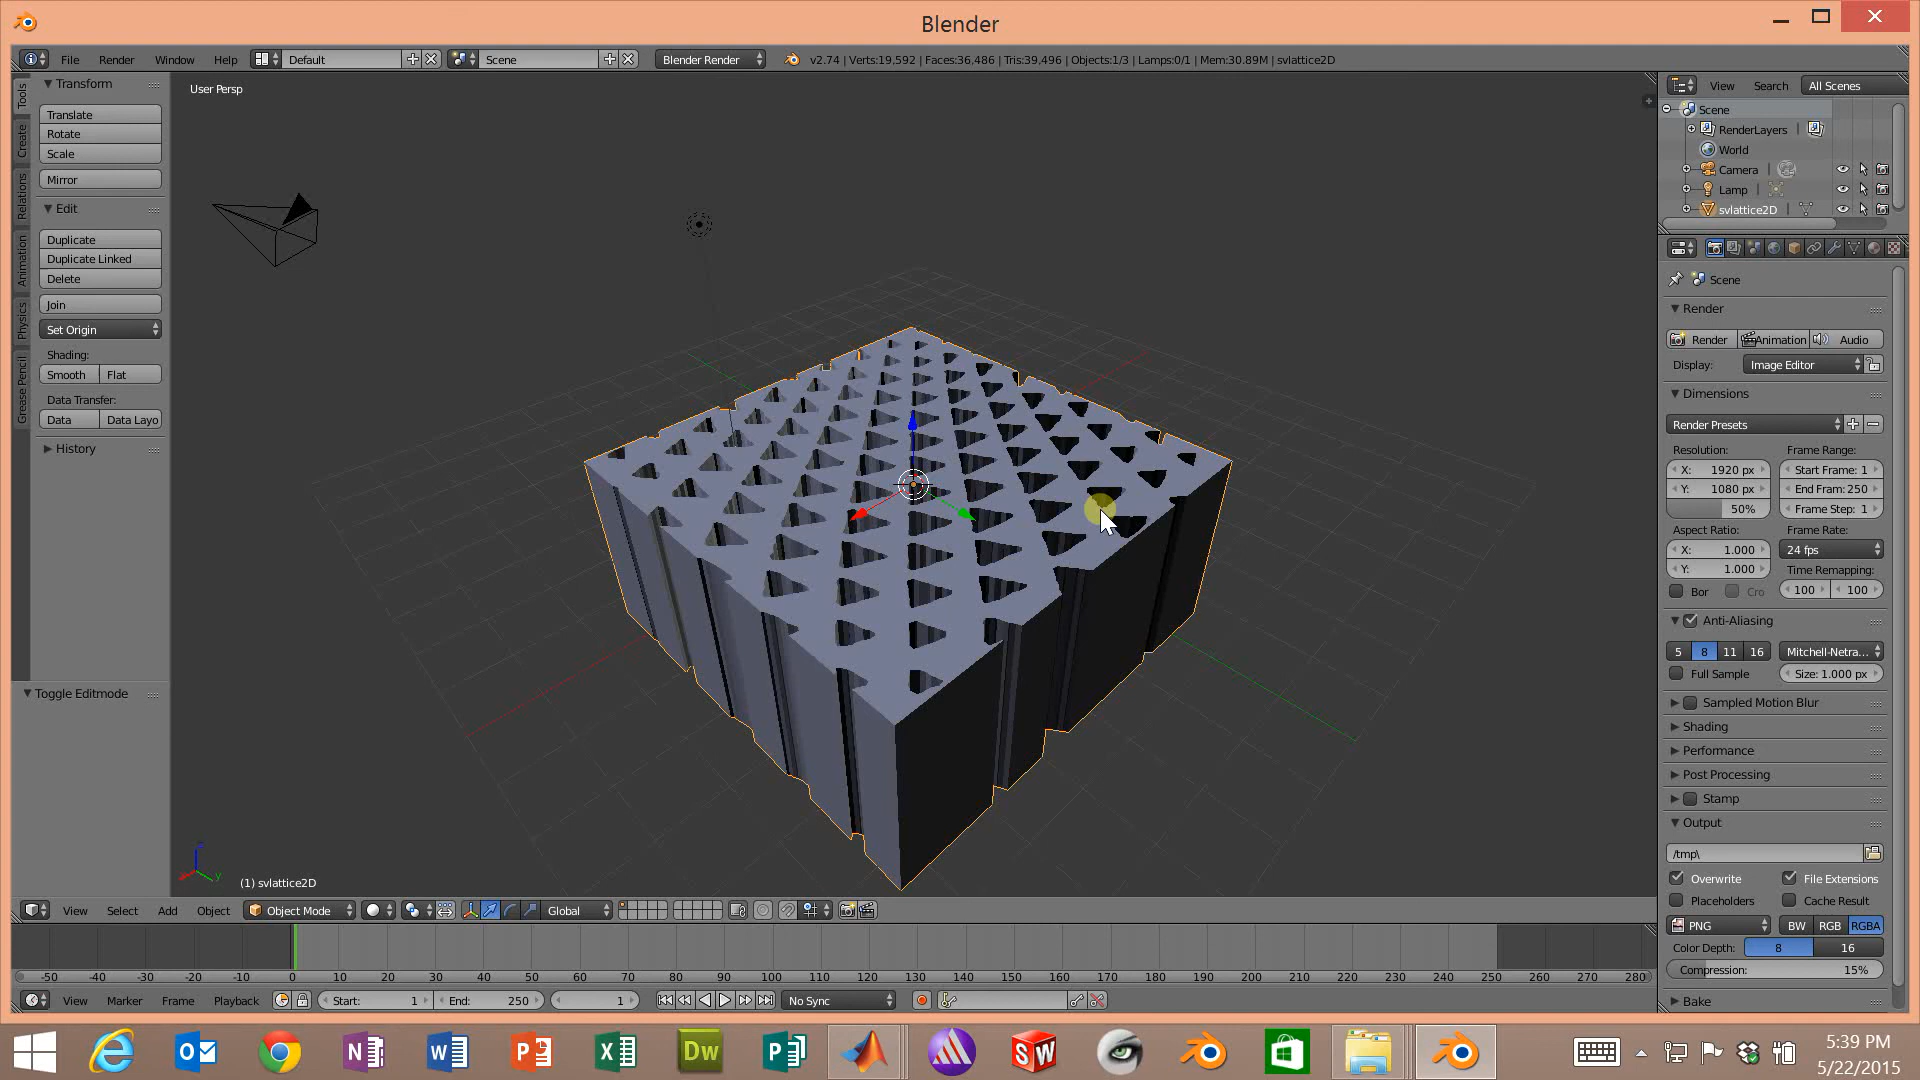 Blender
File Render Window Help Default Scene Blender Render v2.74 | Verts:19,592 | Faces:36,486 | Tris:39,496 | Objects:1/3 | Lamps:0/1 | Mem:30.89M | svlattice2D
Tools
Create
Relations
Animation
Physics
Grease Pencil
Transform
Translate
Rotate
Scale
Mirror
Edit
Duplicate
Duplicate Linked
Delete
Join
Set Origin
Shading:
Smooth Flat
Data Transfer:
Data Data Layo
History
Toggle Editmode
User Persp
(1) svlattice2D
View Search All Scenes
Scene
RenderLayers
World
Camera
Lamp
svlattice2D
Scene
Render
Render Animation Audio
Display: Image Editor
Dimensions
Render Presets
Resolution: Frame Range:
X: 1920 px Start Frame: 1
Y: 1080 px End Fram: 250
50% Frame Step: 1
Aspect Ratio: Frame Rate:
X: 1.000 24 fps
Y: 1.000 Time Remapping:
Bor Cro 100 100
Anti-Aliasing
5 8 11 16 Mitchell-Netra...
Full Sample Size: 1.000 px
Sampled Motion Blur
Shading
Performance
Post Processing
Stamp
Output
/tmp\
Overwrite File Extensions
Placeholders Cache Result
PNG BW RGB RGBA
Color Depth: 8 16
Compression: 15%
Bake
View Select Add Object Object Mode Global
-50 -40 -30 -20 -10 0 10 20 30 40 50 60 70 80 90 100 110 120 130 140 150 160 170 180 190 200 210 220 230 240 250 260 270 280
View Marker Frame Playback Start: 1 End: 250 1 No Sync
Dw
SW
5:39 PM
5/22/2015